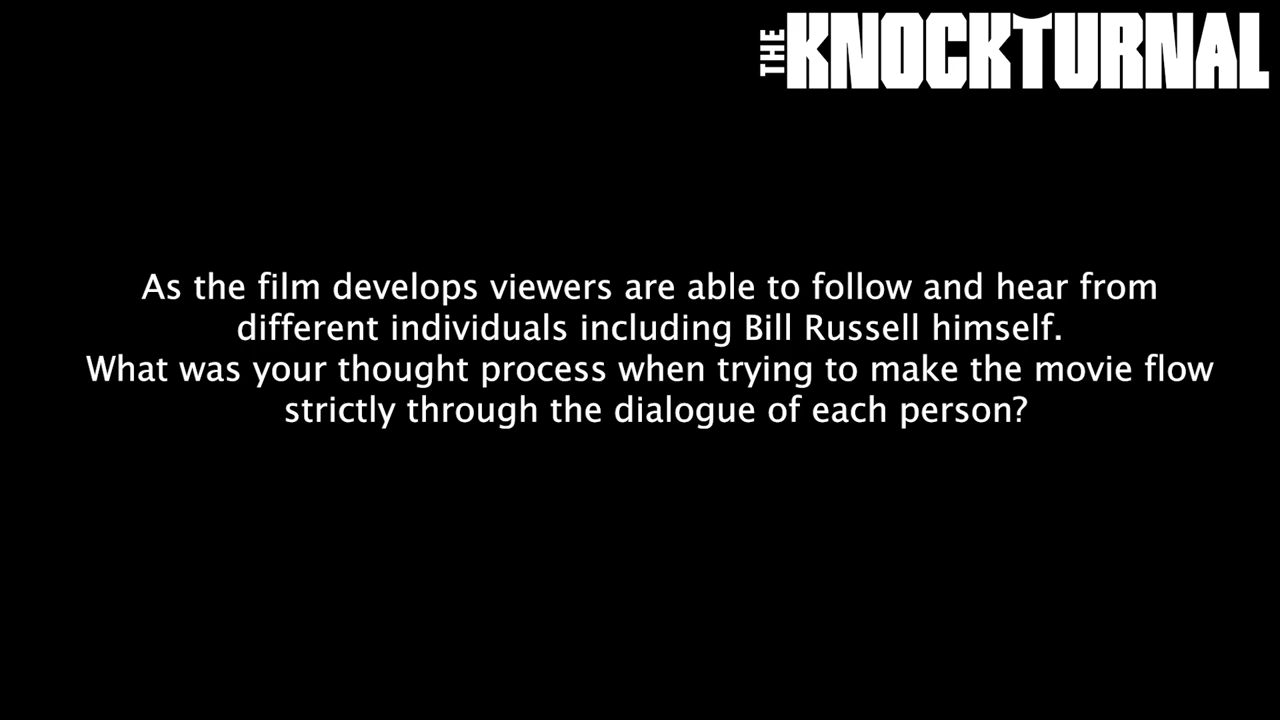 THE KNOCKTURNAL
As the film develops viewers are able to follow and hear from
different individuals including Bill Russell himself.
What was your thought process when trying to make the movie flow
strictly through the dialogue of each person?